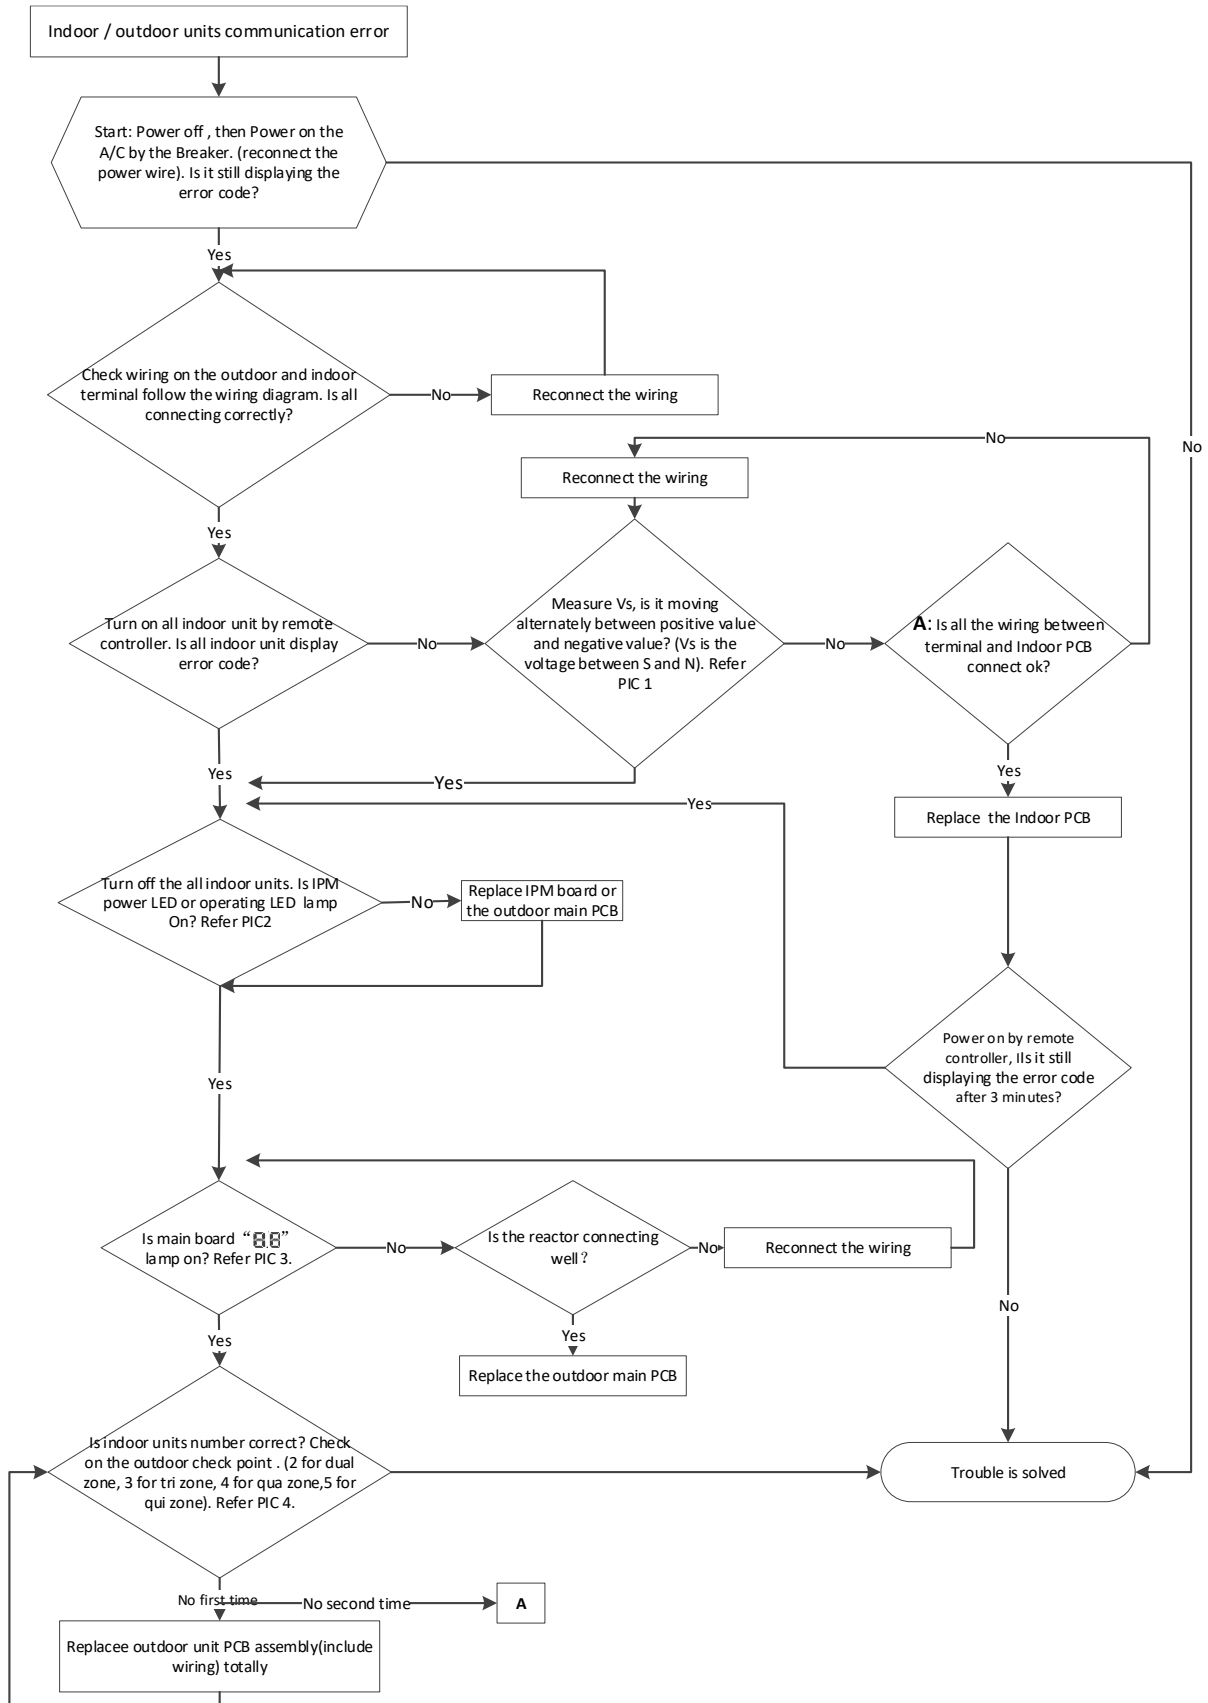 Indoor / outdoor units communication error
Start: Power off , then Power on the
A/C by the Breaker. (reconnect the
power wire). Is it still displaying the
error code?
Yes
Check wiring on the outdoor and indoor
terminal follow the wiring diagram. Is all
connecting correctly?
No
Reconnect the wiring
No
No
Reconnect the wiring
Yes
Turn on all indoor unit by remote
controller. Is all indoor unit display
error code?
No
Measure Vs, is it moving
alternately between positive value
and negative value? (Vs is the
voltage between S and N). Refer
PIC 1
No
A: Is all the wiring between
terminal and Indoor PCB
connect ok?
Yes
Yes
Yes
Yes
Replace the Indoor PCB
Turn off the all indoor units. Is IPM
power LED or operating LED lamp
On? Refer PIC2
No
Replace IPM board or
the outdoor main PCB
Power on by remote
controller, IIs it still
displaying the error code
after 3 minutes?
Yes
Is main board “8.8”
lamp on? Refer PIC 3.
No
Is the reactor connecting
well?
No
Reconnect the wiring
No
Yes
Yes
Replace the outdoor main PCB
Is indoor units number correct? Check
on the outdoor check point . (2 for dual
zone, 3 for tri zone, 4 for qua zone,5 for
qui zone). Refer PIC 4.
Trouble is solved
No first time
No second time
A
Replacee outdoor unit PCB assembly(include
wiring) totally